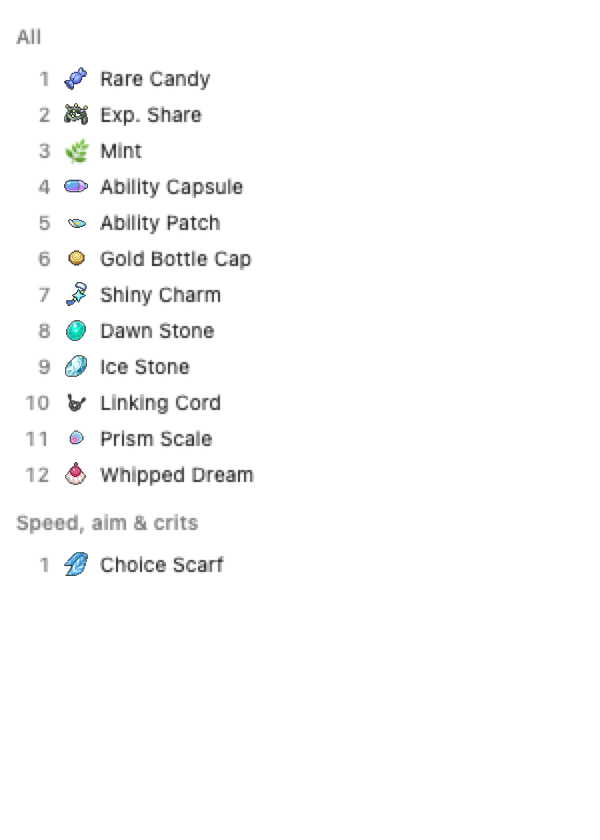 All
1 Rare Candy
2 Exp. Share
3 Mint
4 Ability Capsule
5 Ability Patch
6 Gold Bottle Cap
7 Shiny Charm
8 Dawn Stone
9 Ice Stone
10 Linking Cord
11 Prism Scale
12 Whipped Dream
Speed, aim & crits
1 Choice Scarf